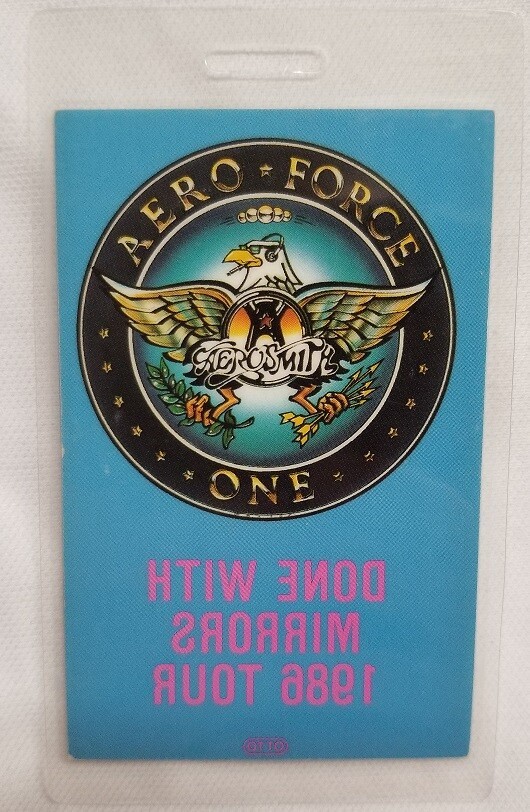 AERO ★ FORCE
AEROSMITH
ONE
DONE WITH
MIRRORS
1986 TOUR
OTTO